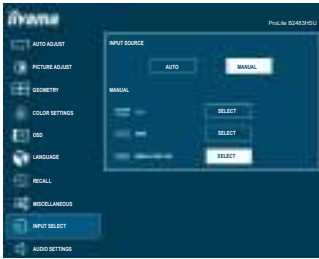 iiyama
ProLite B2483HSU
AUTO ADJUST
INPUT SOURCE
PICTURE ADJUST
AUTO
MANUAL
GEOMETRY
MANUAL
COLOR SETTINGS
SELECT
OSD
SELECT
LANGUAGE
SELECT
RECALL
MISCELLANEOUS
INPUT SELECT
AUDIO SETTINGS